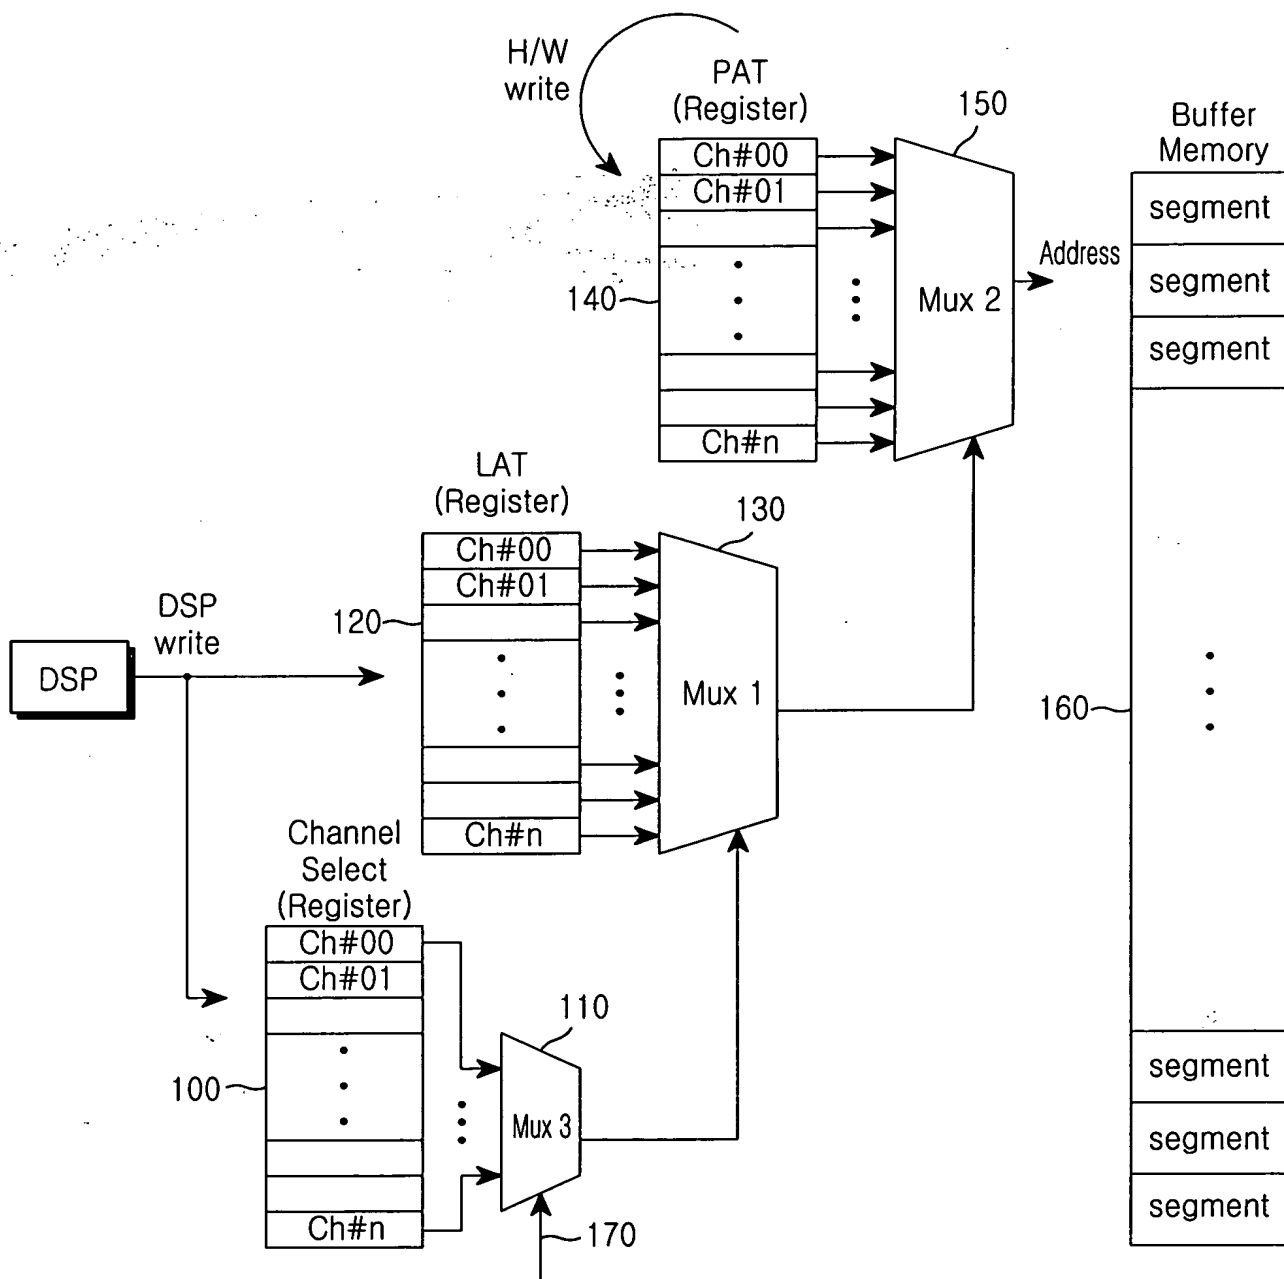 H/W
write
PAT
(Register)
150
Buffer
Memory
Ch#00
Ch#01
segment
Address
segment
140
Mux 2
segment
Ch#n
LAT
(Register)
130
Ch#00
Ch#01
DSP
write
120
DSP
Mux 1
160
Ch#n
Channel
Select
(Register)
Ch#00
Ch#01
110
segment
100
Mux 3
segment
segment
Ch#n
170